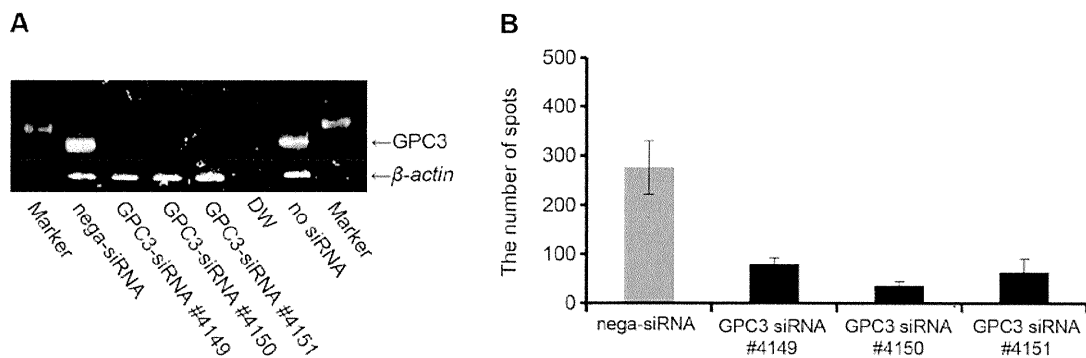 A
←GPC3
←β-actin
Marker
nega-siRNA
GPC3-siRNA #4149
GPC3-siRNA #4150
GPC3-siRNA #4151
DW
no siRNA
Marker
B
The number of spots
500
400
300
200
100
0
nega-siRNA
GPC3 siRNA
#4149
GPC3 siRNA
#4150
GPC3 siRNA
#4151